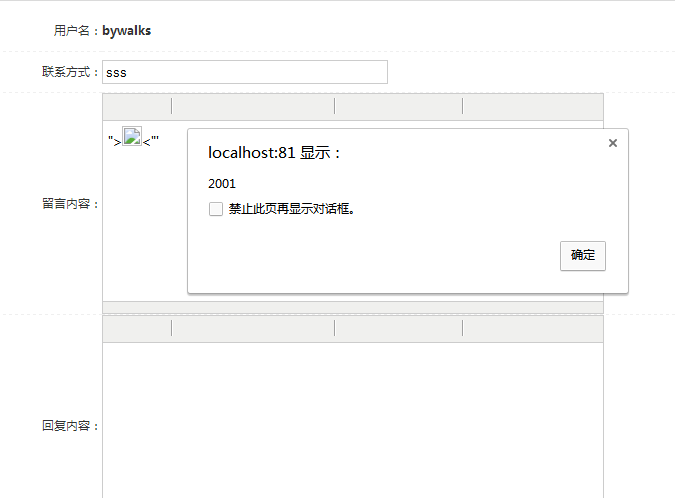 用户名：bywalks
联系方式：sss
留言内容：
"><"'
localhost:81 显示：
2001
禁止此页再显示对话框。
确定
回复内容：